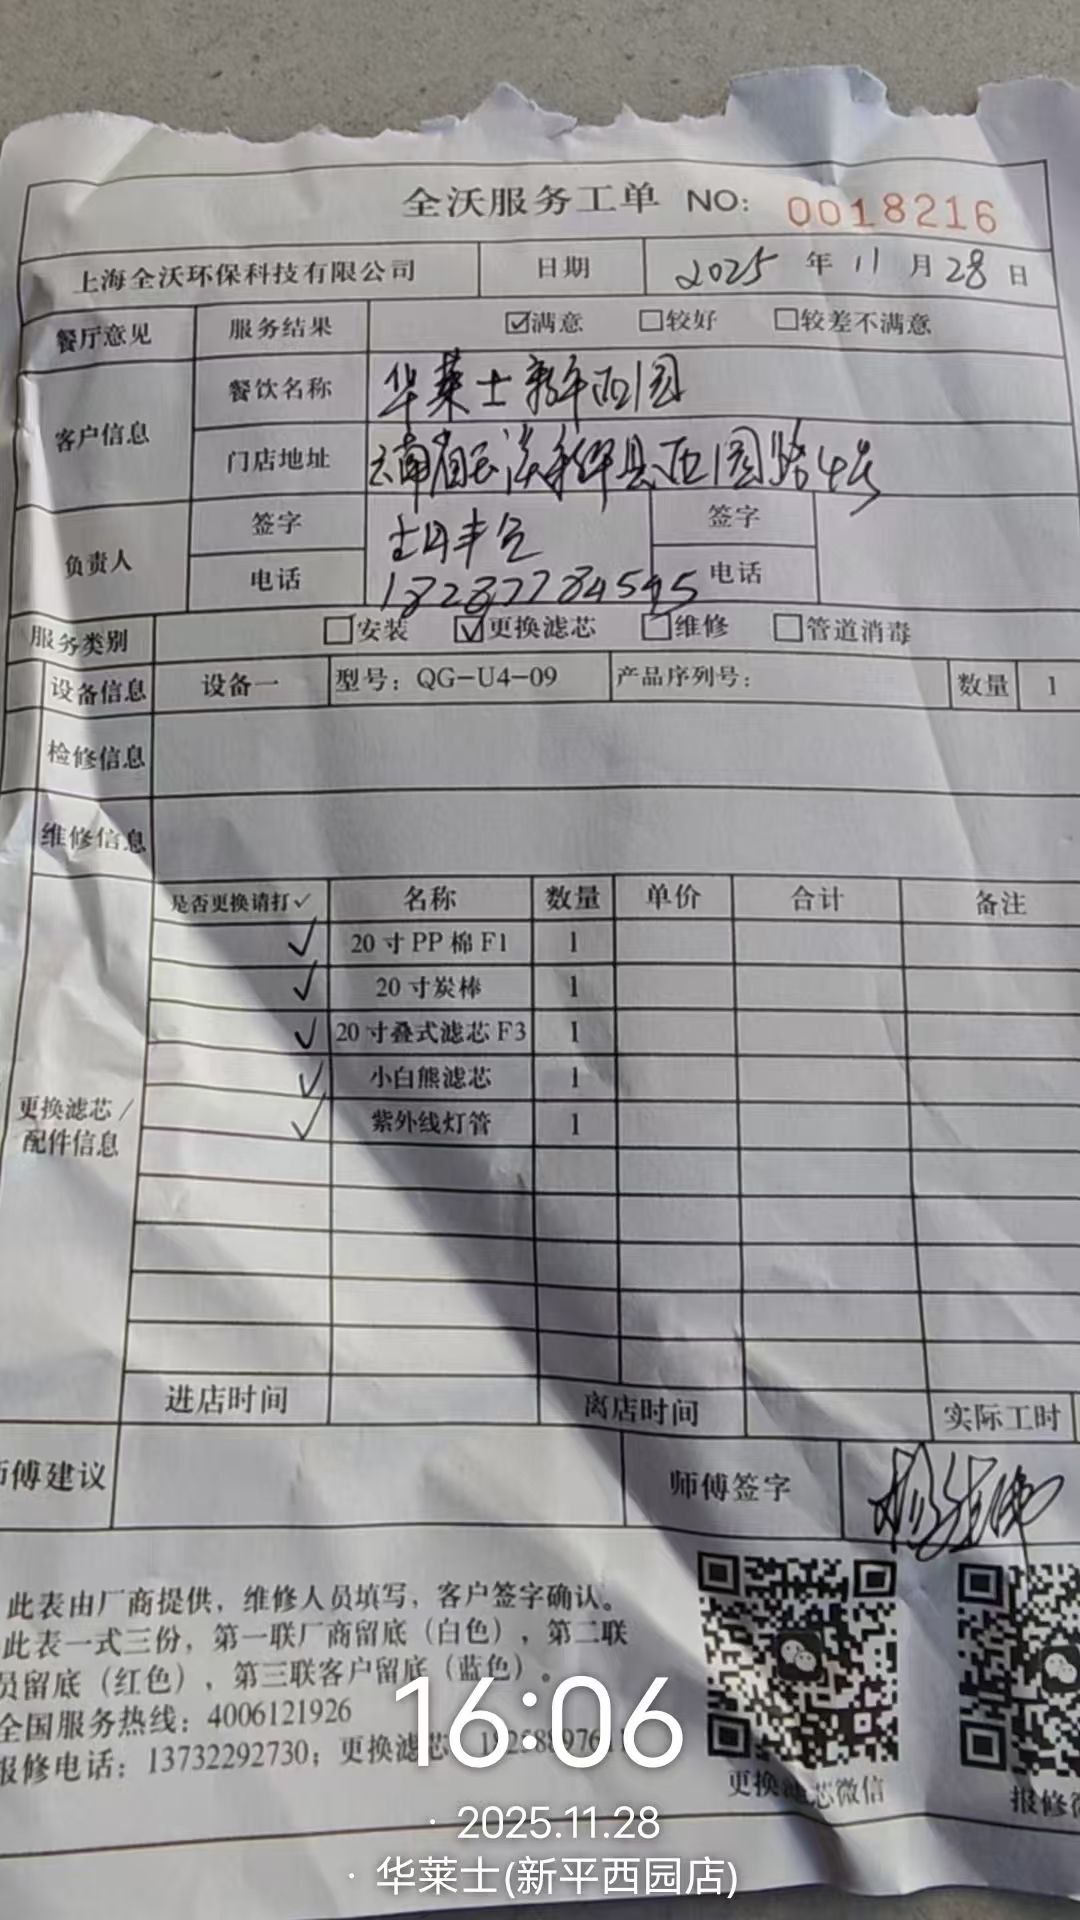 全沃服务工单 NO: 0018216
上海全沃环保科技有限公司 日期 2025 年 11 月 28 日
餐厅意见 服务结果 ☑满意 □较好 □较差不满意
客户信息 餐饮名称 华莱士新平西园
门店地址 云南省玉溪新平县西园路4号
负责人 签字 签字
电话 18287784545 电话
服务类别 □安装 ☑更换滤芯 □维修 □管道消毒
设备信息 设备一 型号：QG-U4-09 产品序列号： 数量 1
检修信息
维修信息
更换滤芯/配件信息
是否更换请打✓ 名称 数量 单价 合计 备注
✓ 20寸PP棉F1 1
✓ 20寸炭棒 1
✓ 20寸叠式滤芯F3 1
✓ 小白熊滤芯 1
✓ 紫外线灯管 1
进店时间 离店时间 实际工时
师傅建议 师傅签字
此表由厂商提供，维修人员填写，客户签字确认。
此表一式三份，第一联厂商留底（白色），第二联
员留底（红色），第三联客户留底（蓝色）。
全国服务热线：4006121926
报修电话：13732292730；更换滤芯
更换滤芯微信 报修微
16:06
· 2025.11.28
· 华莱士(新平西园店)